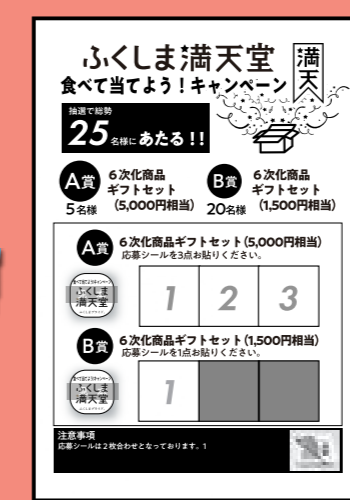 ふくしま満天堂
満天
食べて当てよう！キャンペーン
抽選で総勢
25名様にあたる!!
A賞
6次化商品
ギフトセット
(5,000円相当)
5名様
B賞
6次化商品
ギフトセット
(1,500円相当)
20名様
A賞
6次化商品ギフトセット(5,000円相当)
応募シールを3点お貼りください。
ふくしま
満天堂
1 2 3
B賞
6次化商品ギフトセット(1,500円相当)
応募シールを1点お貼りください。
ふくしま
満天堂
1
注意事項
応募シールは2枚合わせとなっております。1